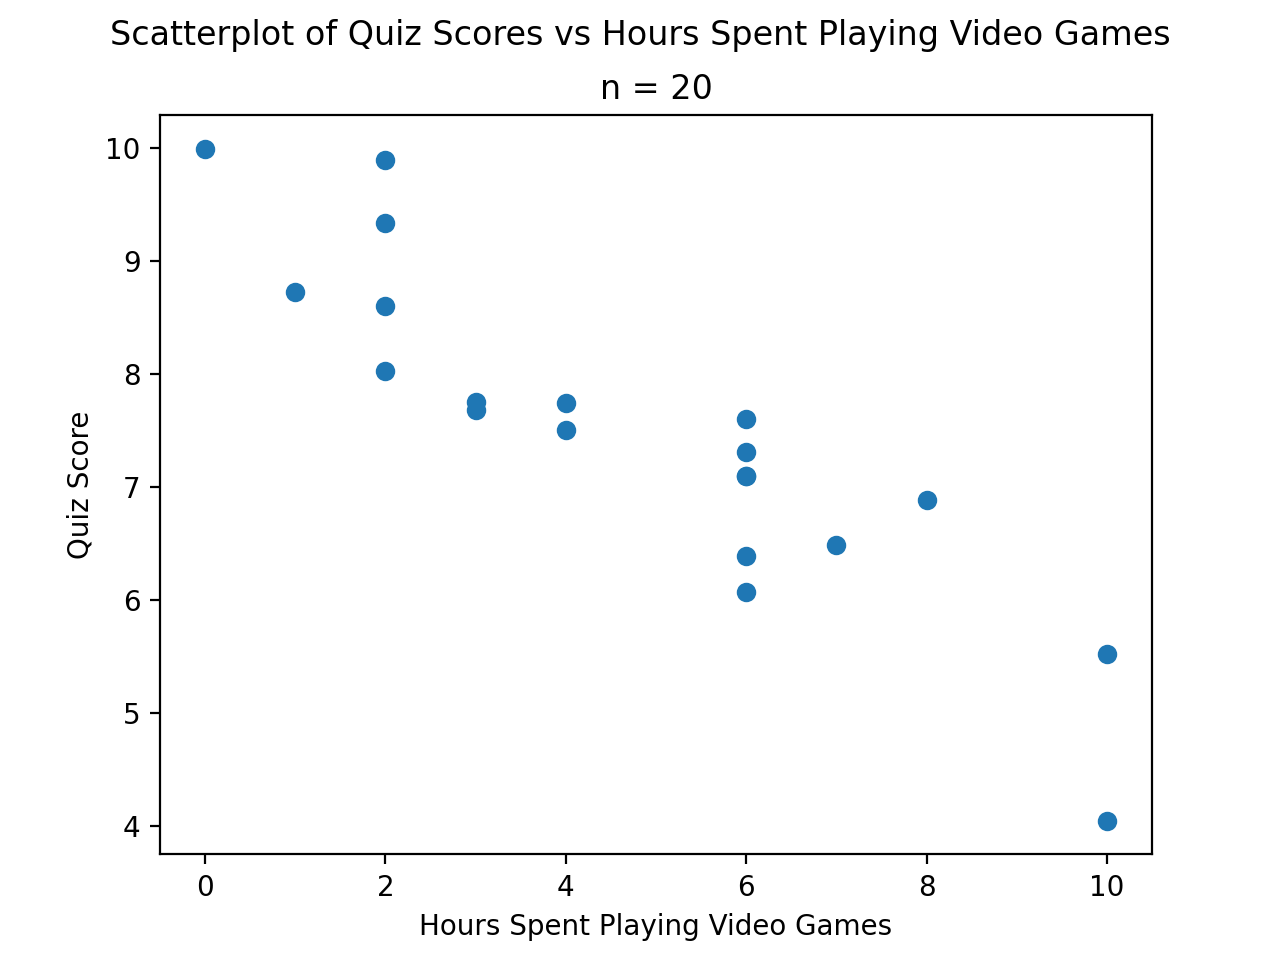 Scatterplot of Quiz Scores vs Hours Spent Playing Video Games
n = 20
10
9
8
7
6
5
4
Quiz Score
0 2 4 6 8 10
Hours Spent Playing Video Games